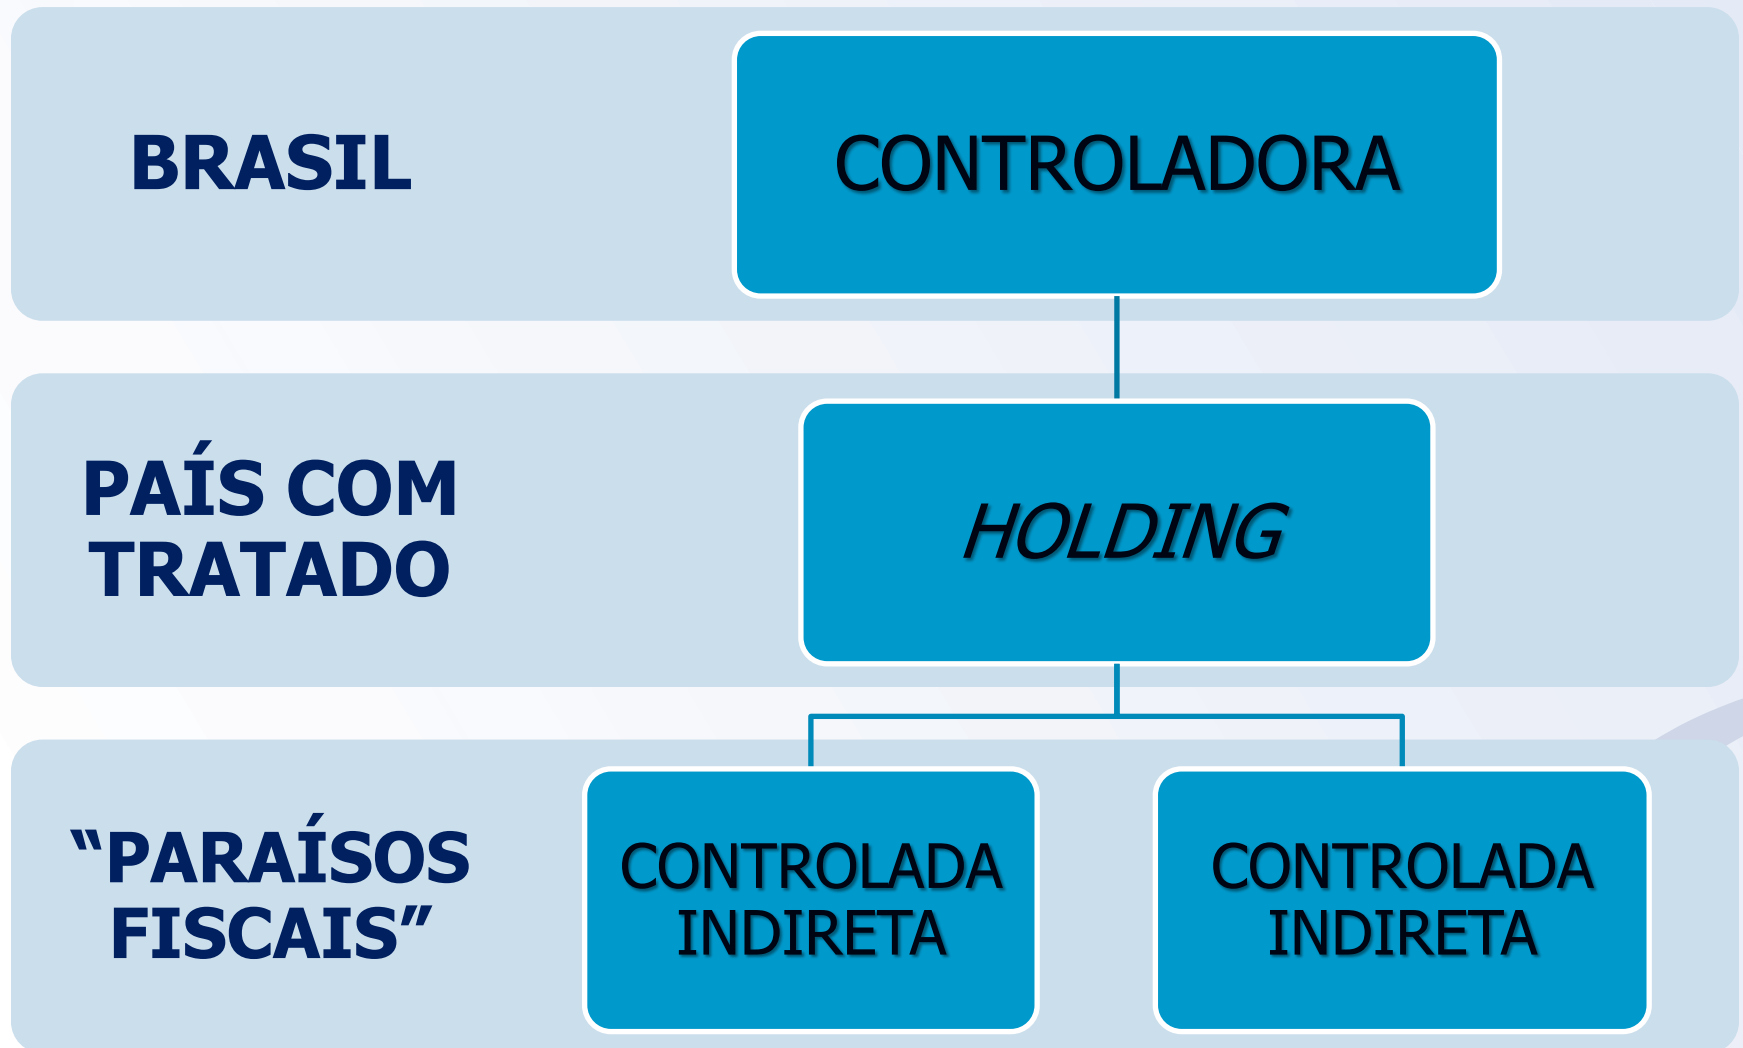 BRASIL
CONTROLADORA
PAÍS COM
TRATADO
HOLDING
“PARAÍSOS
FISCAIS”
CONTROLADA
INDIRETA
CONTROLADA
INDIRETA